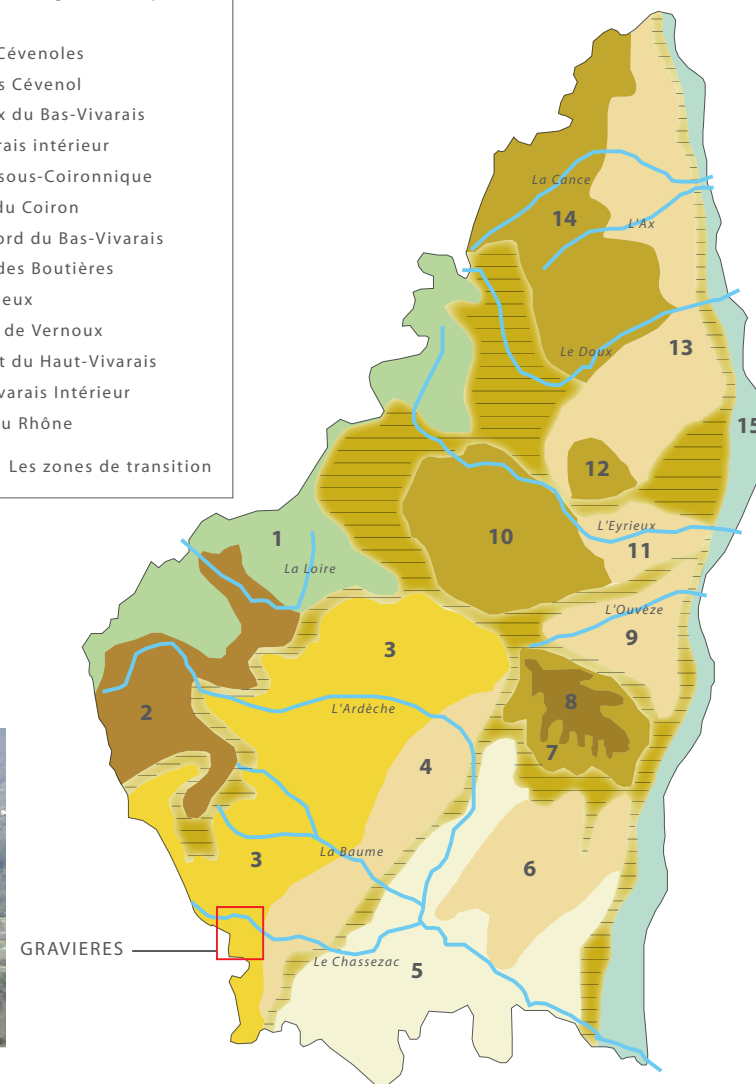 Cévenoles
s Cévenol
x du Bas-Vivarais
rais intérieur
sous-Coironnique
du Coiron
ord du Bas-Vivarais
des Boutières
ieux
de Vernoux
t du Haut-Vivarais
varais Intérieur
u Rhône
Les zones de transition
La Cance
14
L'Ax
Le Doux
13
15
12
10
L'Eyrieux
11
1
La Loire
L'Ouvèze
9
3
8
2
L'Ardèche
7
4
La Baume
3
6
GRAVIERES
Le Chassezac
5